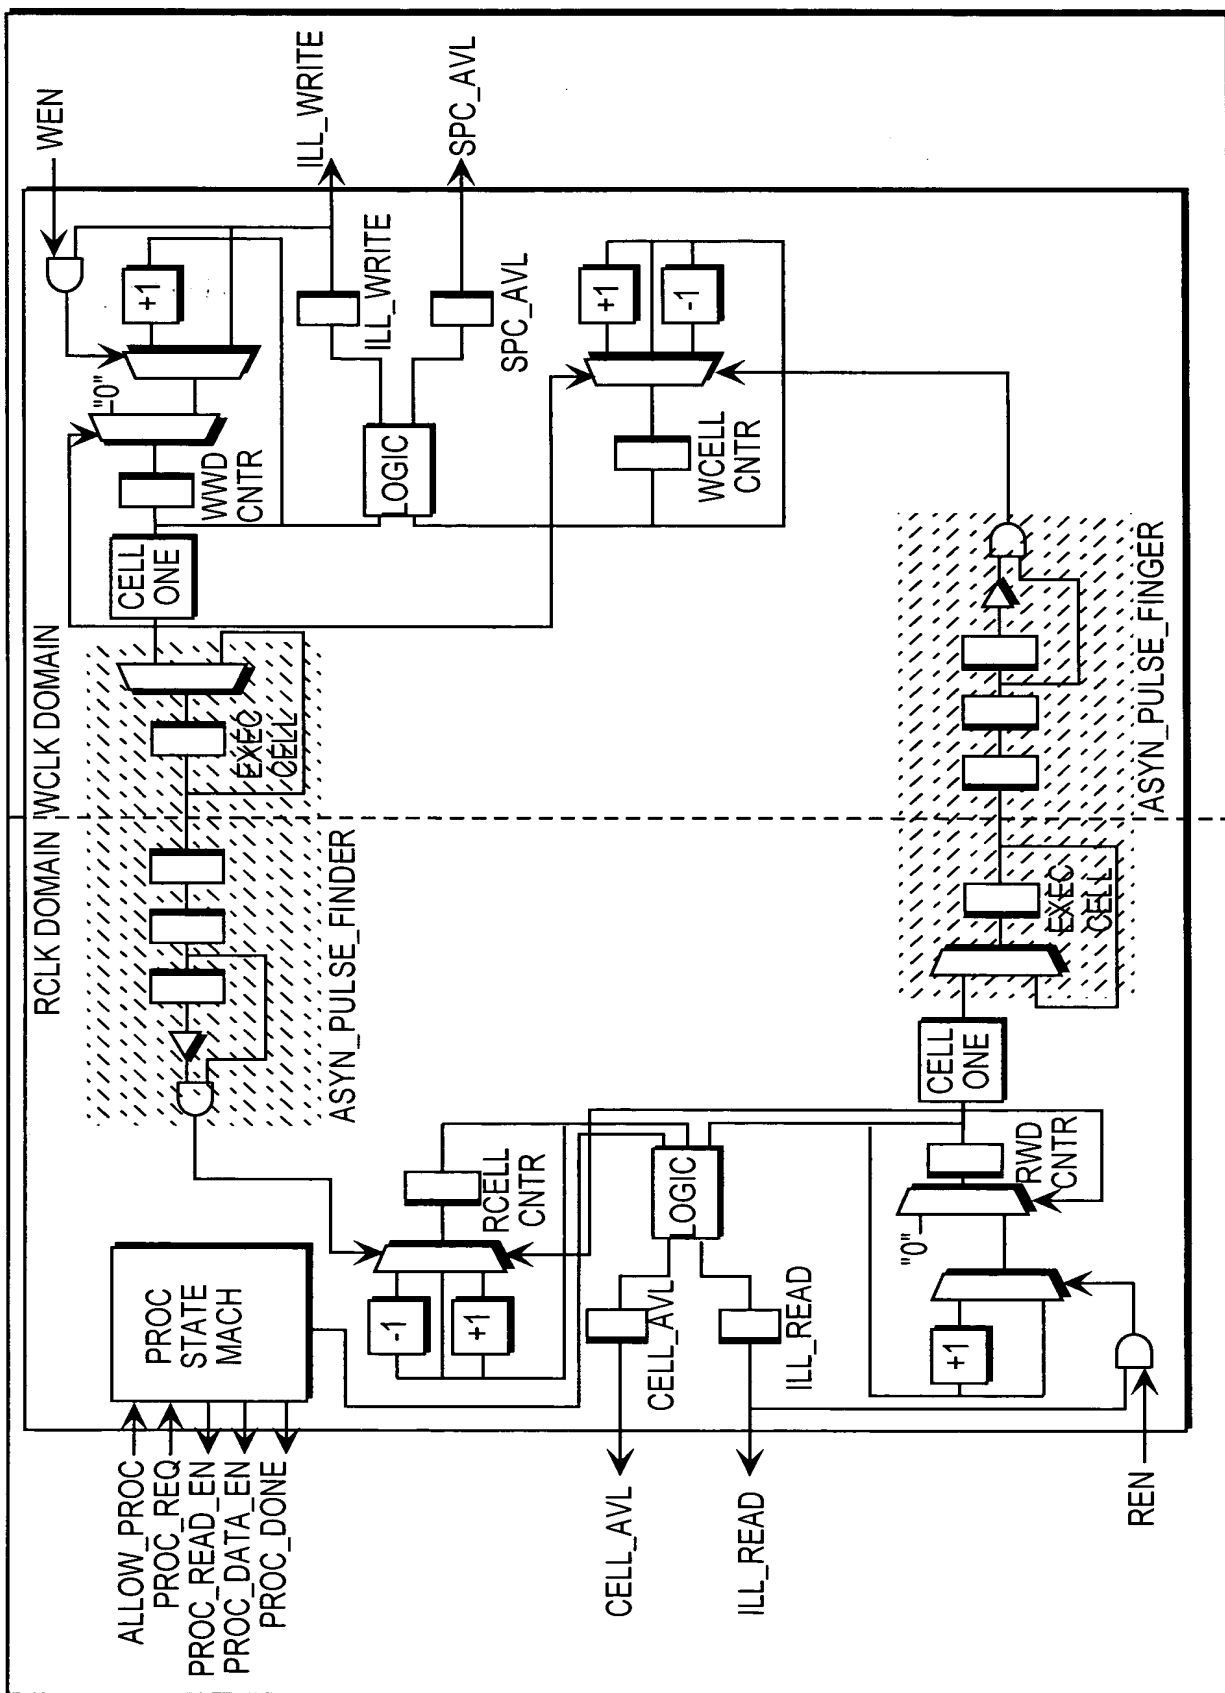 WEN
ILL_WRITE
SPC_AVL
+1
"0"
WWD
CNTR
CELL
ONE
ILL_WRITE
SPC_AVL
LOGIC
+1
-1
WCELL
CNTR
WCLK DOMAIN
RCLK DOMAIN
EXEC
CELL
ASYN_PULSE_FINDER
ASYN_PULSE_FINGER
EXEC
CELL
CELL
ONE
RWD
CNTR
"0"
+1
LOGIC
RCELL
CNTR
-1
+1
CELL_AVL
ILL_READ
PROC
STATE
MACH
ALLOW_PROC
PROC_REQ
PROC_READ_EN
PROC_DATA_EN
PROC_DONE
CELL_AVL
ILL_READ
REN